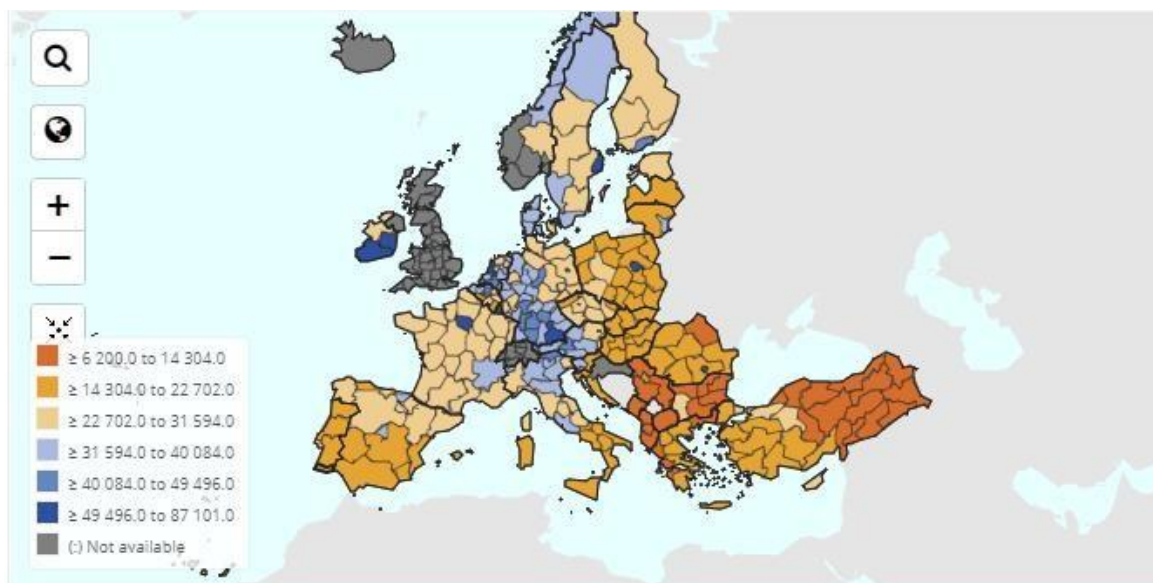 +
−
≥ 6 200.0 to 14 304.0
≥ 14 304.0 to 22 702.0
≥ 22 702.0 to 31 594.0
≥ 31 594.0 to 40 084.0
≥ 40 084.0 to 49 496.0
≥ 49 496.0 to 87 101.0
(:) Not available